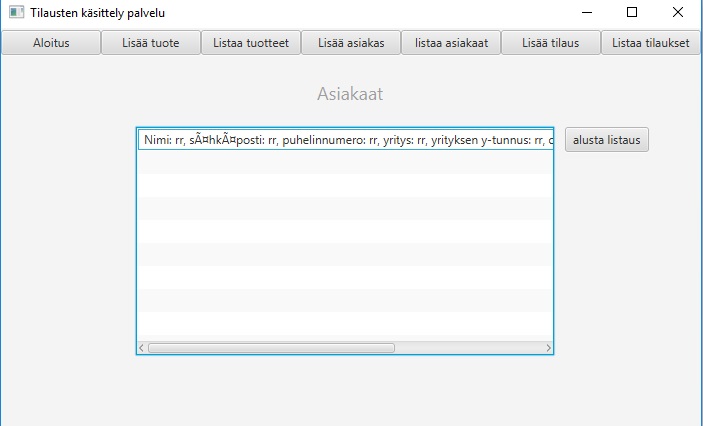 Tilausten käsittely palvelu
Aloitus Lisää tuote Listaa tuotteet Lisää asiakas listaa asiakaat Lisää tilaus Listaa tilaukset
Asiakaat
Nimi: rr, sÃ¤hkÃ¤posti: rr, puhelinnumero: rr, yritys: rr, yrityksen y-tunnus: rr,
alusta listaus